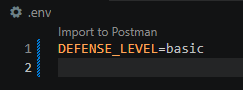 .env
Import to Postman
1 DEFENSE_LEVEL=basic
2